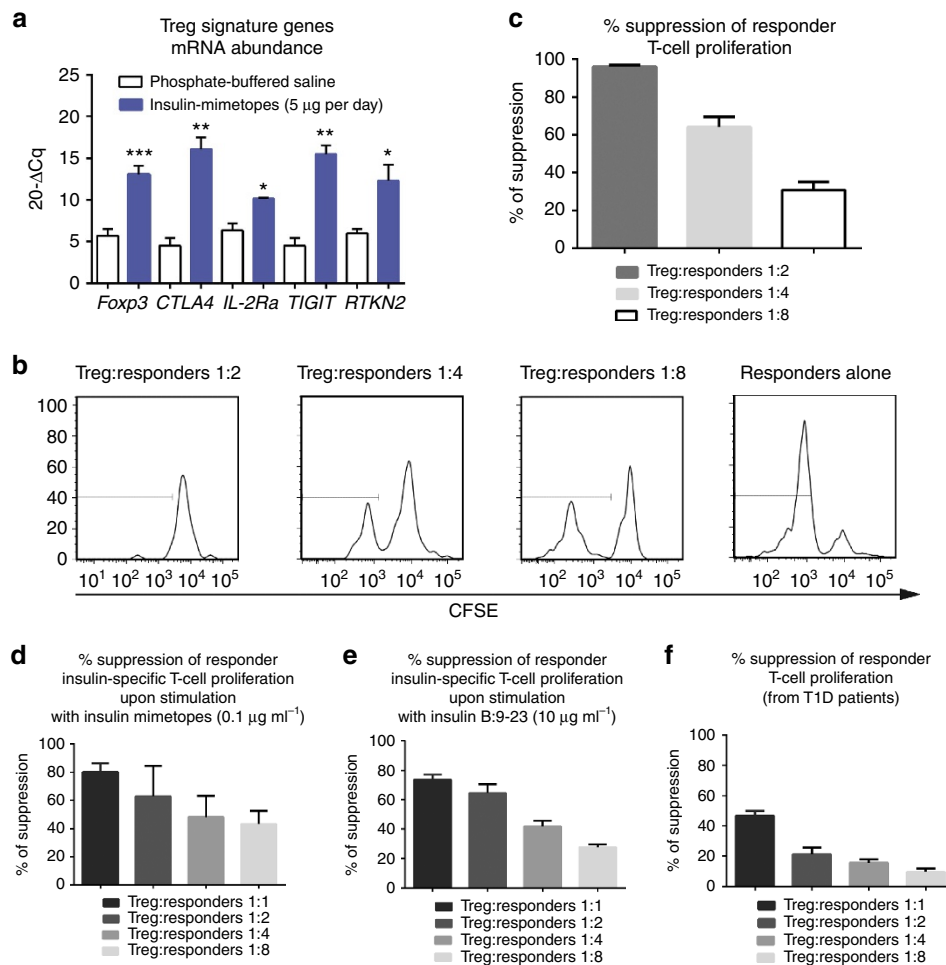 a
Treg signature genes
mRNA abundance
25
20
15
10
5
0
20-ΔCq
Phosphate-buffered saline
Insulin-mimetopes (5 μg per day)
***
**
*
**
*
Foxp3 CTLA4 IL-2Ra TIGIT RTKN2
c
% suppression of responder
T-cell proliferation
100
80
60
40
20
0
% of suppression
Treg:responders 1:2
Treg:responders 1:4
Treg:responders 1:8
b
Treg:responders 1:2
Treg:responders 1:4
Treg:responders 1:8
Responders alone
100
80
60
40
20
0
10¹ 10² 10³ 10⁴ 10⁵
10² 10³ 10⁴ 10⁵
10² 10³ 10⁴ 10⁵
10² 10³ 10⁴ 10⁵
CFSE
d
% suppression of responder
insulin-specific T-cell proliferation
upon stimulation
with insulin mimetopes (0.1 μg ml⁻¹)
100
80
60
40
20
0
% of suppression
Treg:responders 1:1
Treg:responders 1:2
Treg:responders 1:4
Treg:responders 1:8
e
% suppression of responder
insulin-specific T-cell proliferation
upon stimulation
with insulin B:9-23 (10 μg ml⁻¹)
100
80
60
40
20
0
% of suppression
Treg:responders 1:1
Treg:responders 1:2
Treg:responders 1:4
Treg:responders 1:8
f
% suppression of responder
T-cell proliferation
(from T1D patients)
100
80
60
40
20
0
% of suppression
Treg:responders 1:1
Treg:responders 1:2
Treg:responders 1:4
Treg:responders 1:8